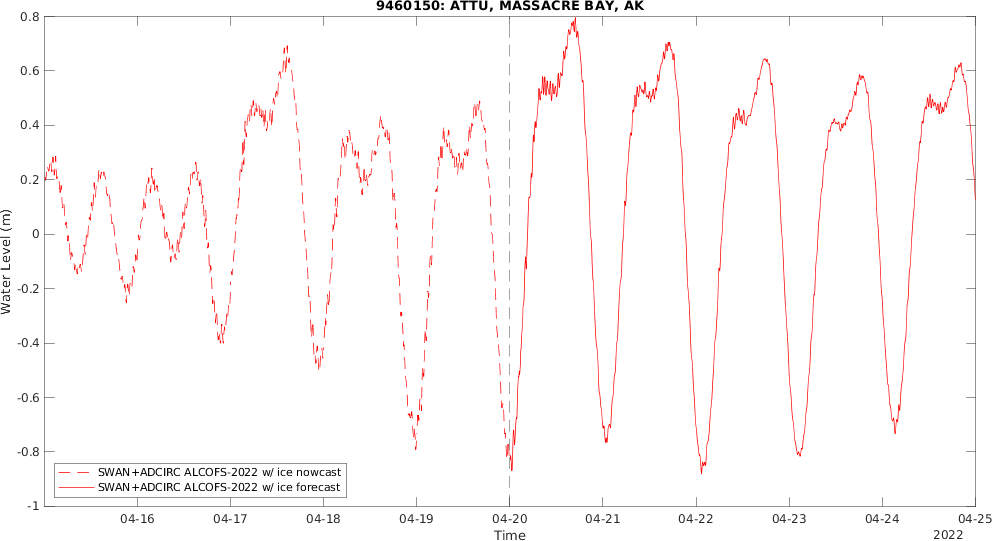 9460150: ATTU, MASSACRE BAY, AK
0.8
0.6
0.4
0.2
0
-0.2
-0.4
-0.6
-0.8
-1
Water Level (m)
SWAN+ADCIRC ALCOFS-2022 w/ ice nowcast
SWAN+ADCIRC ALCOFS-2022 w/ ice forecast
04-16 04-17 04-18 04-19 04-20 04-21 04-22 04-23 04-24 04-25
Time
2022